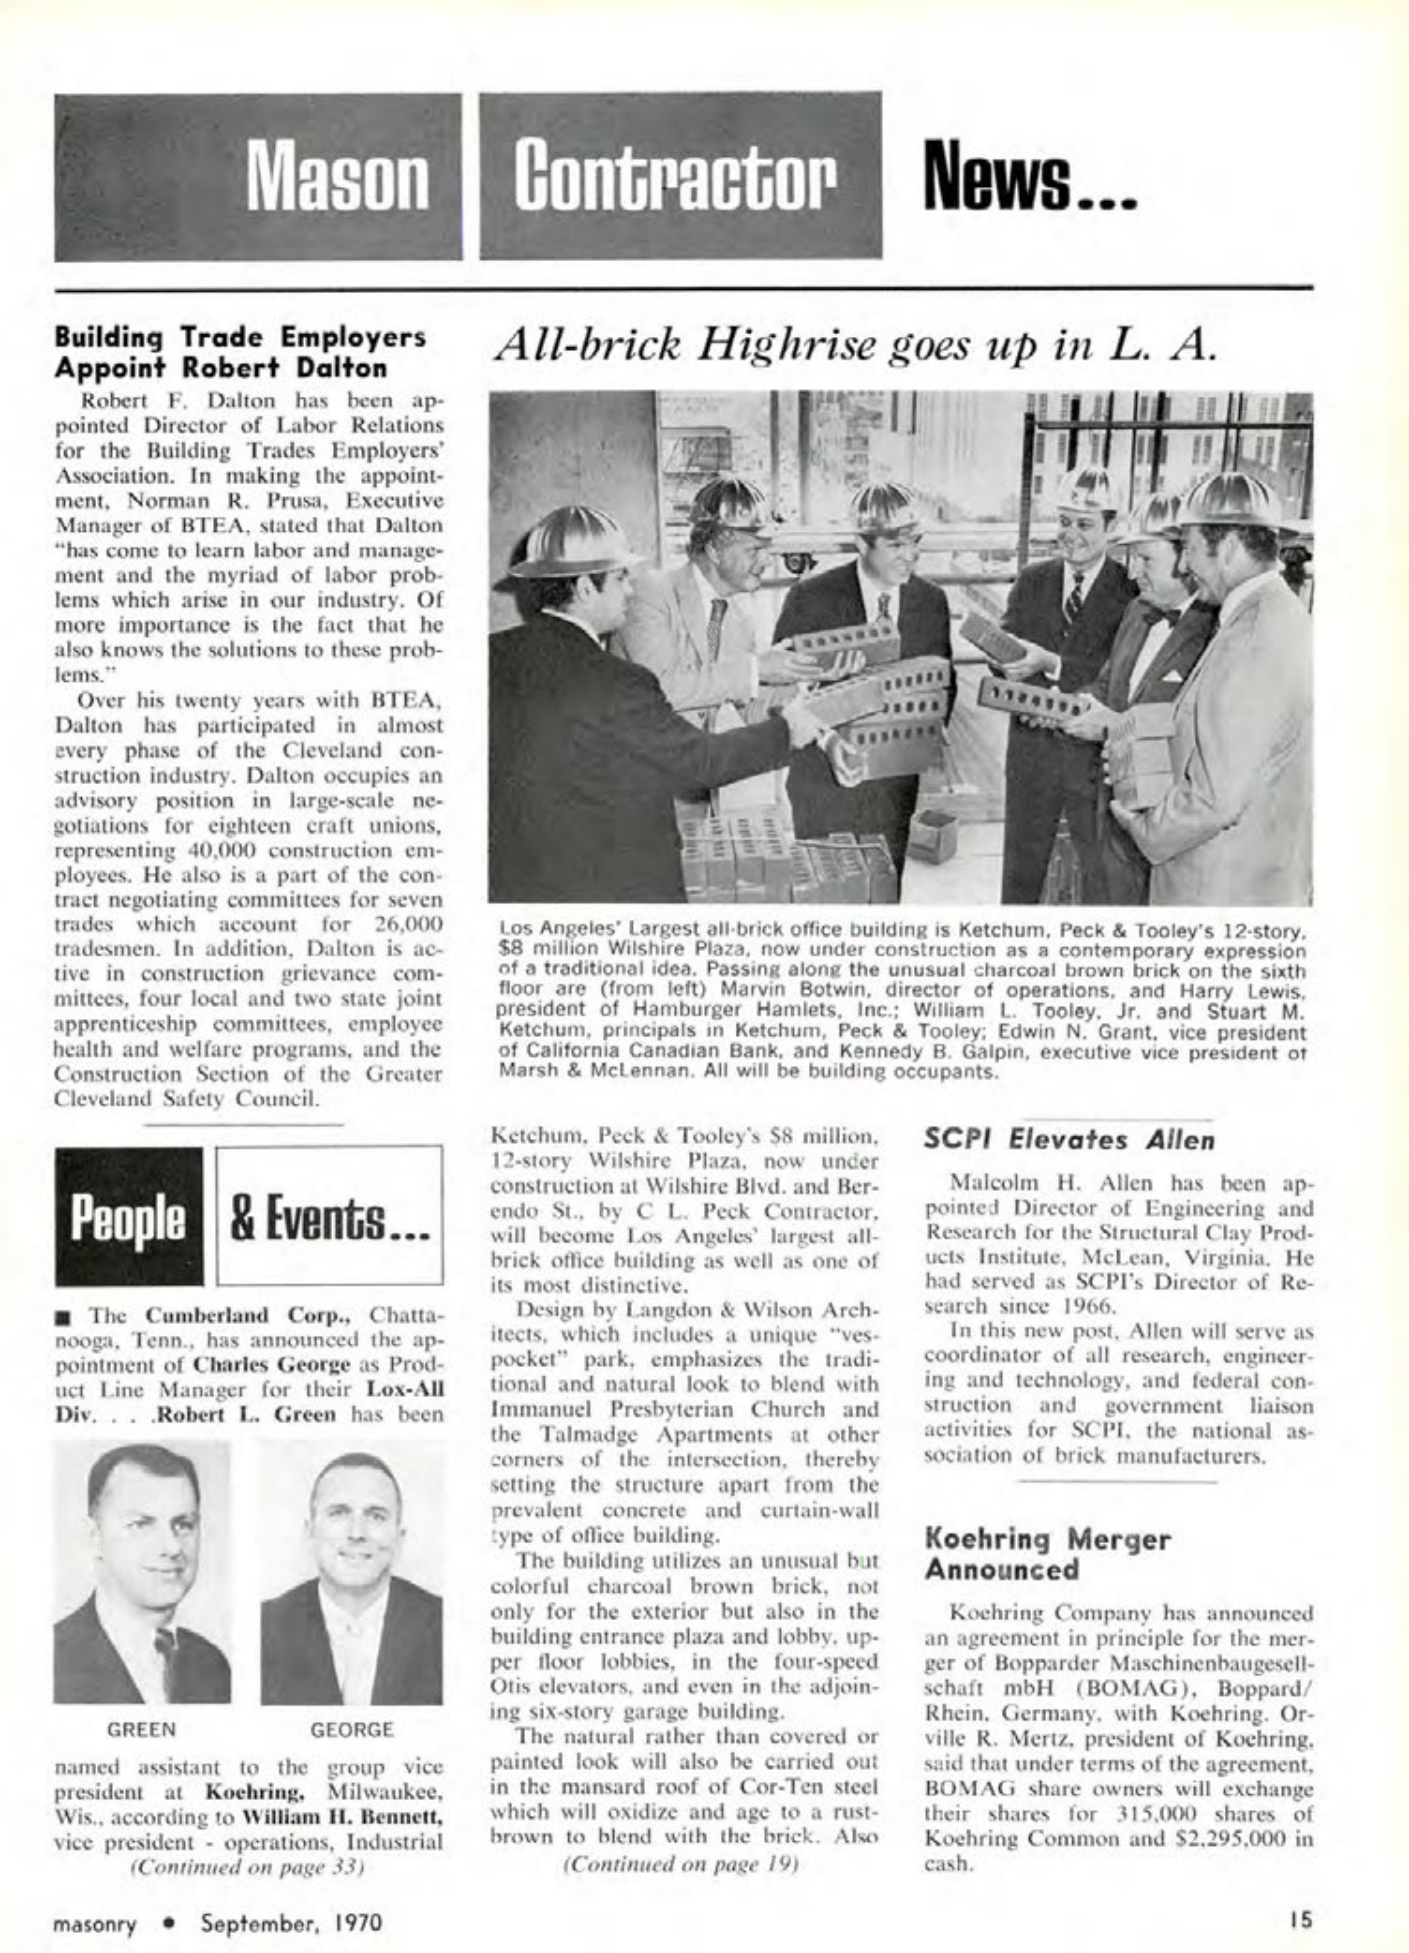 Mason Contractor News...
Building Trade Employers
Appoint Robert Dalton
Robert F. Dalton has been ap-
pointed Director of Labor Relations
for the Building Trades Employers'
Association. In making the appoint-
ment, Norman R. Prusa, Executive
Manager of BTEA, stated that Dalton
"has come to learn labor and manage-
ment and the myriad of labor prob-
lems which arise in our industry. Of
more importance is the fact that he
also knows the solutions to these prob-
lems."
Over his twenty years with BTEA,
Dalton has participated in almost
every phase of the Cleveland con-
struction industry. Dalton occupies an
advisory position in large-scale ne-
gotiations for eighteen craft unions,
representing 40,000 construction em-
ployees. He also is a part of the con-
tract negotiating committees for seven
trades which account for 26,000
tradesmen. In addition, Dalton is ac-
tive in construction grievance com-
mittees, four local and two state joint
apprenticeship committees, employee
health and welfare programs, and the
Construction Section of the Greater
Cleveland Safety Council.
People & Events...
■ The Cumberland Corp., Chatta-
nooga, Tenn., has announced the ap-
pointment of Charles George as Prod-
uct Line Manager for their Lox-All
Div. . . .Robert L. Green has been
GREEN GEORGE
named assistant to the group vice
president at Koehring, Milwaukee,
Wis., according to William H. Bennett,
vice president - operations, Industrial
(Continued on page 33)
All-brick Highrise goes up in L. A.
Los Angeles' Largest all-brick office building is Ketchum, Peck & Tooley's 12-story,
$8 million Wilshire Plaza, now under construction as a contemporary expression
of a traditional idea. Passing along the unusual charcoal brown brick on the sixth
floor are (from left) Marvin Botwin, director of operations, and Harry Lewis,
president of Hamburger Hamlets, Inc.; William L. Tooley, Jr. and Stuart M.
Ketchum, principals in Ketchum, Peck & Tooley; Edwin N. Grant, vice president
of California Canadian Bank, and Kennedy B. Galpin, executive vice president of
Marsh & McLennan. All will be building occupants.
Ketchum, Peck & Tooley's $8 million,
12-story Wilshire Plaza, now under
construction at Wilshire Blvd. and Ber-
endo St., by C L. Peck Contractor,
will become Los Angeles' largest all-
brick office building as well as one of
its most distinctive.
Design by Langdon & Wilson Arch-
itects, which includes a unique "ves-
pocket" park, emphasizes the tradi-
tional and natural look to blend with
Immanuel Presbyterian Church and
the Talmadge Apartments at other
corners of the intersection, thereby
setting the structure apart from the
prevalent concrete and curtain-wall
type of office building.
The building utilizes an unusual but
colorful charcoal brown brick, not
only for the exterior but also in the
building entrance plaza and lobby, up-
per floor lobbies, in the four-speed
Otis elevators, and even in the adjoin-
ing six-story garage building.
The natural rather than covered or
painted look will also be carried out
in the mansard roof of Cor-Ten steel
which will oxidize and age to a rust-
brown to blend with the brick. Also
(Continued on page 19)
SCPI Elevates Allen
Malcolm H. Allen has been ap-
pointed Director of Engineering and
Research for the Structural Clay Prod-
ucts Institute, McLean, Virginia. He
had served as SCPI's Director of Re-
search since 1966.
In this new post, Allen will serve as
coordinator of all research, engineer-
ing and technology, and federal con-
struction and government liaison
activities for SCPI, the national as-
sociation of brick manufacturers.
Koehring Merger
Announced
Koehring Company has announced
an agreement in principle for the mer-
ger of Bopparder Maschinenbaugesell-
schaft mbH (BOMAG), Boppard/
Rhein, Germany, with Koehring. Or-
ville R. Mertz, president of Koehring,
said that under terms of the agreement,
BOMAG share owners will exchange
their shares for 315,000 shares of
Koehring Common and $2,295,000 in
cash.
masonry • September, 1970 15